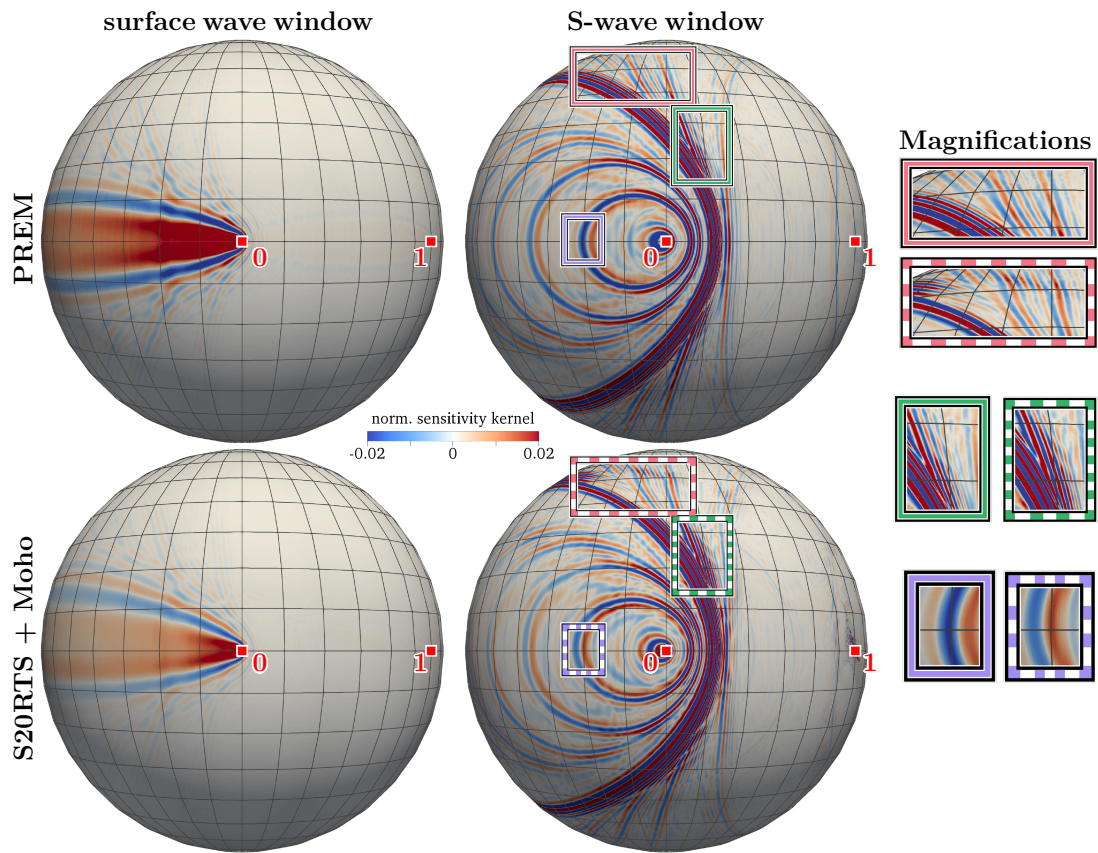 surface wave window
S-wave window
PREM
0
1
0
1
Magnifications
norm. sensitivity kernel
-0.02 0 0.02
S20RTS + Moho
0
1
0
1